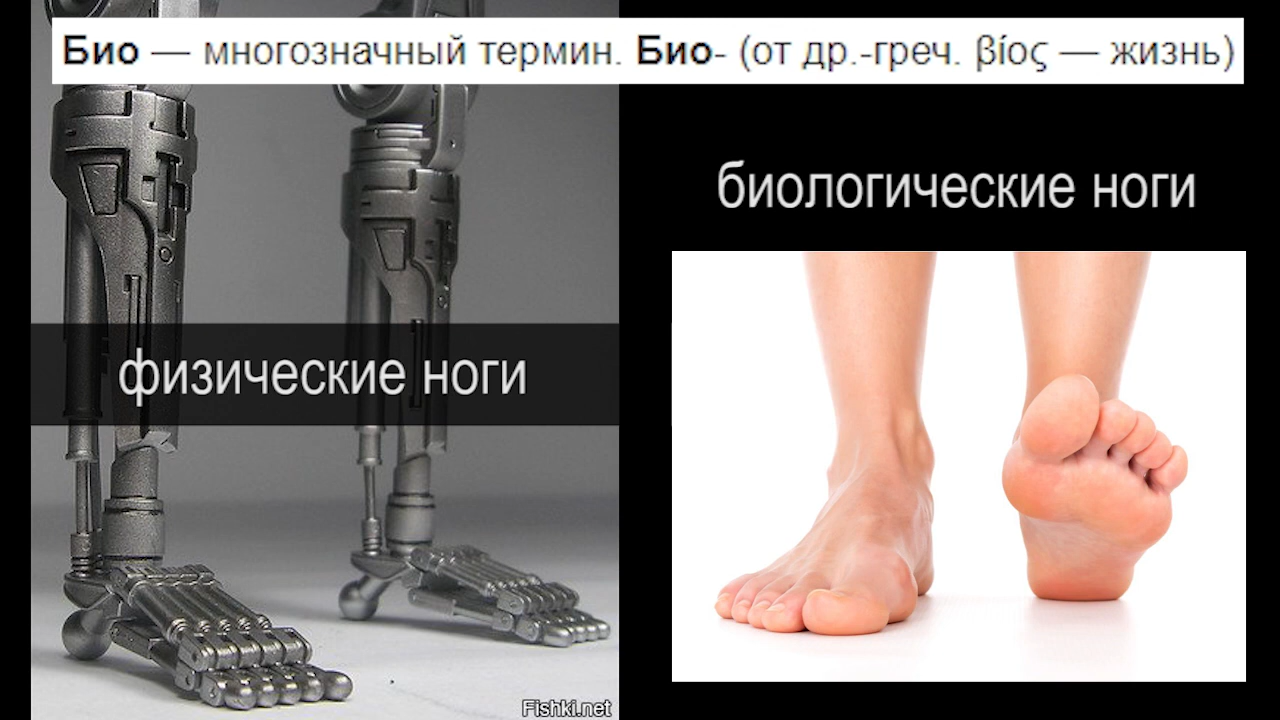 Био — многозначный термин. Био- (от др.-греч. βίος — жизнь)
биологические ноги
физические ноги
Fishki.net